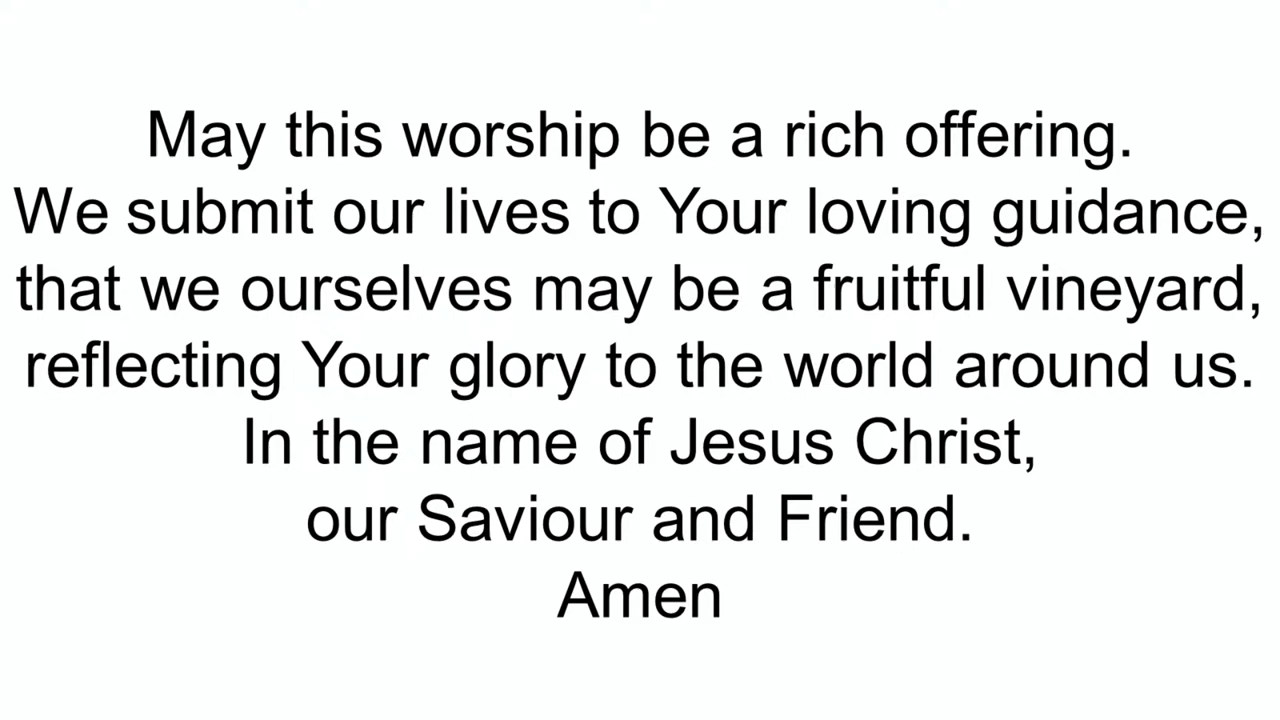 May this worship be a rich offering.
We submit our lives to Your loving guidance,
that we ourselves may be a fruitful vineyard,
reflecting Your glory to the world around us.
In the name of Jesus Christ,
our Saviour and Friend.
Amen